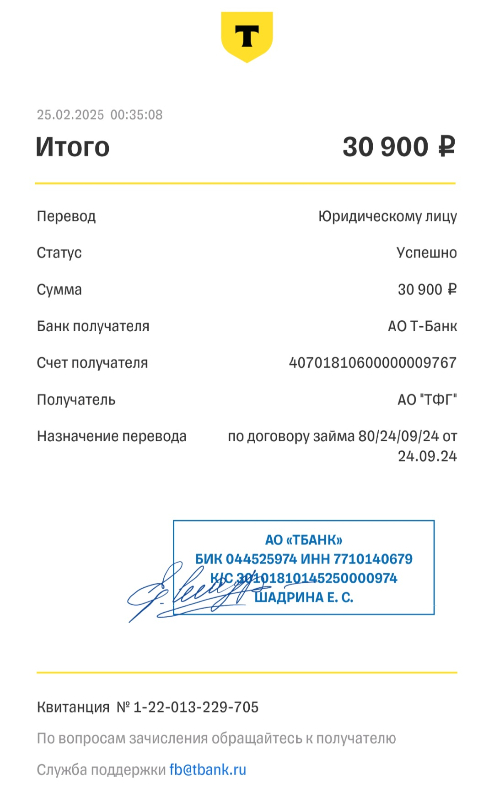 Т
25.02.2025 00:35:08
Итого 30 900 ₽
Перевод Юридическому лицу
Статус Успешно
Сумма 30 900 ₽
Банк получателя АО Т-Банк
Счет получателя 40701810600000009767
Получатель АО "ТФГ"
Назначение перевода по договору займа 80/24/09/24 от
24.09.24
АО «ТБАНК»
БИК 044525974 ИНН 7710140679
К/С 30101810145250000974
ШАДРИНА Е. С.
Квитанция № 1-22-013-229-705
По вопросам зачисления обращайтесь к получателю
Служба поддержки fb@tbank.ru